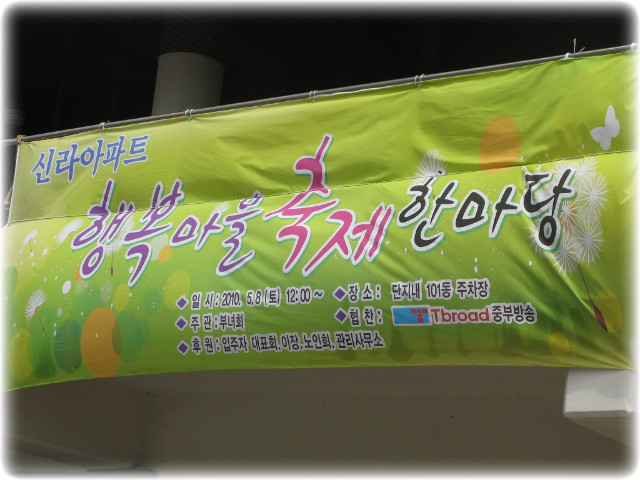 신라아파트
행복마을 축제 한마당
◆일 시 : 2010. 5.8 (토) 12:00~ ◆장 소 : 단지내 101동 주차장
◆주 관 : 부녀회 ◆협 찬 : Tbroad 중부방송
◆후 원 : 입주자 대표회, 이장, 노인회, 관리사무소